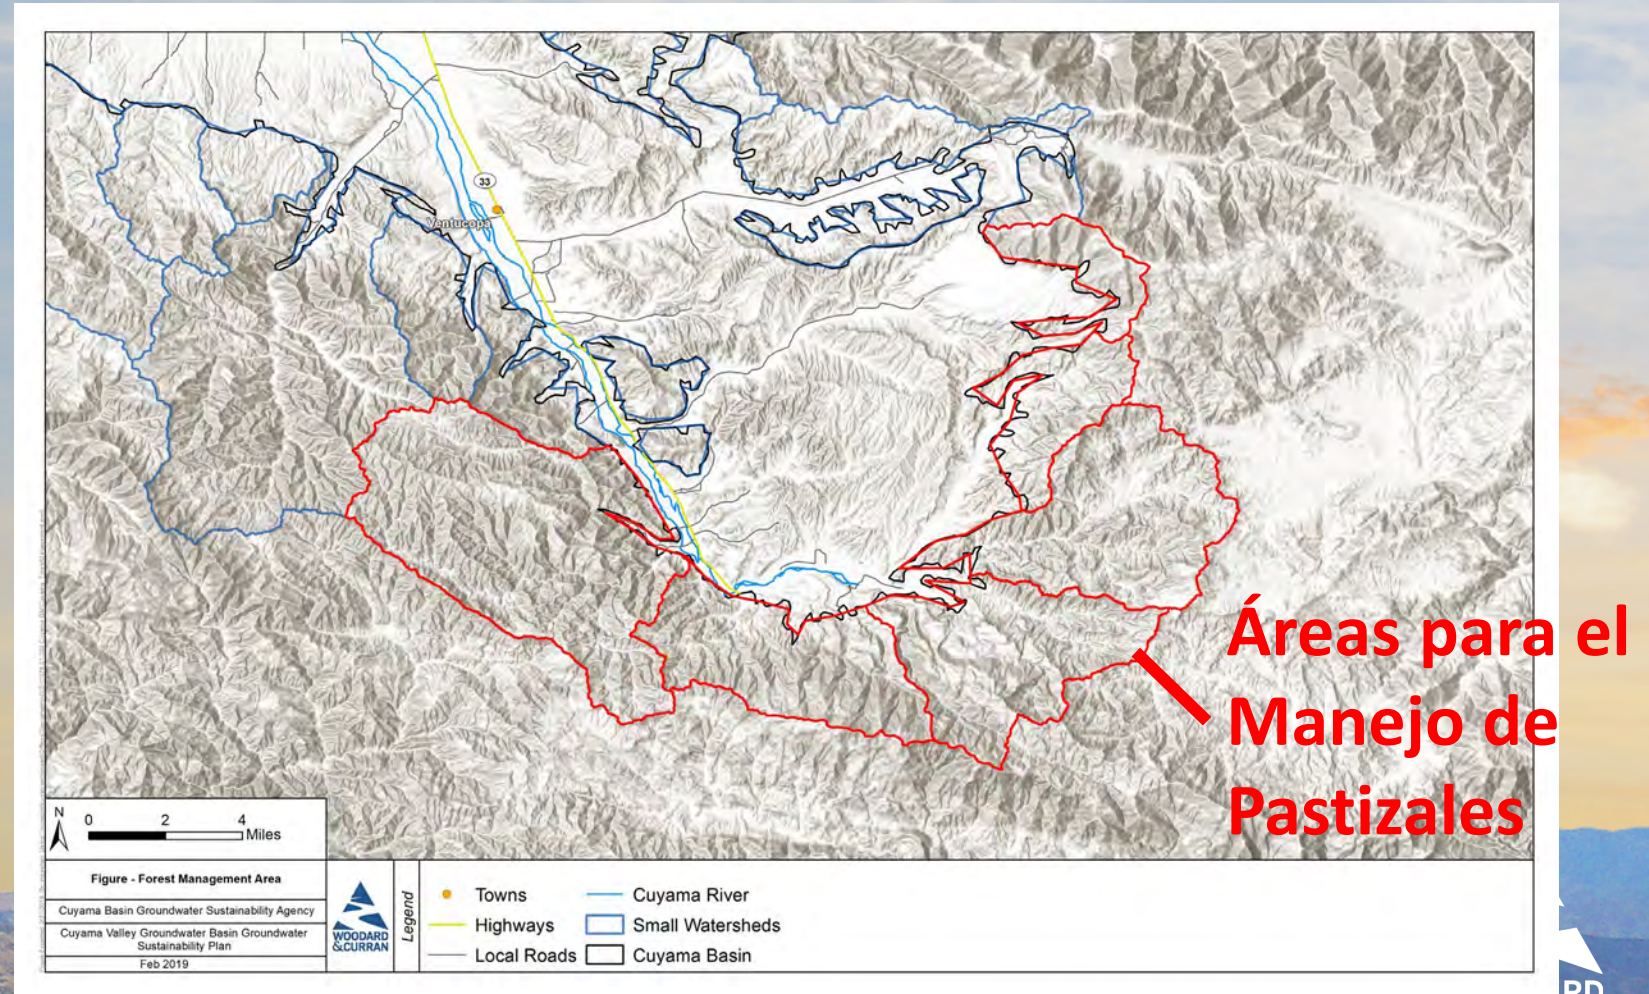 33
Ventucopa
Áreas para el
Manejo de
Pastizales
N
0 2 4
Miles
Figure - Forest Management Area
Cuyama Basin Groundwater Sustainability Agency
Cuyama Valley Groundwater Basin Groundwater
Sustainability Plan
Feb 2019
WOODARD
&CURRAN
Legend
Towns
Highways
Local Roads
Cuyama River
Small Watersheds
Cuyama Basin
RD